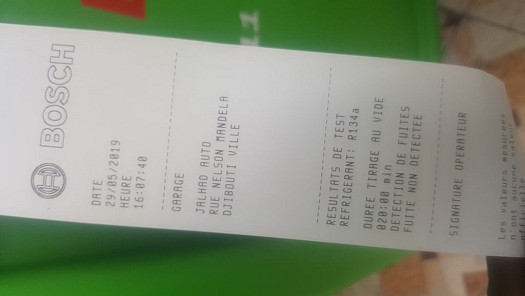 BOSCH
DATE
29/05/2019
HEURE
16:07:40
GARAGE
JALHAD AUTO
RUE NELSON MANDELA
DJIBOUTI VILLE
RESULTATS DE TEST
REFRIGERANT: R134a
DUREE TIRAGE AU VIDE
020:00 min
DETECTION DE FUITES
FUITE NON DETECTEE
SIGNATURE OPERATEUR
Les valeurs mesurees
n'ont aucune valeur